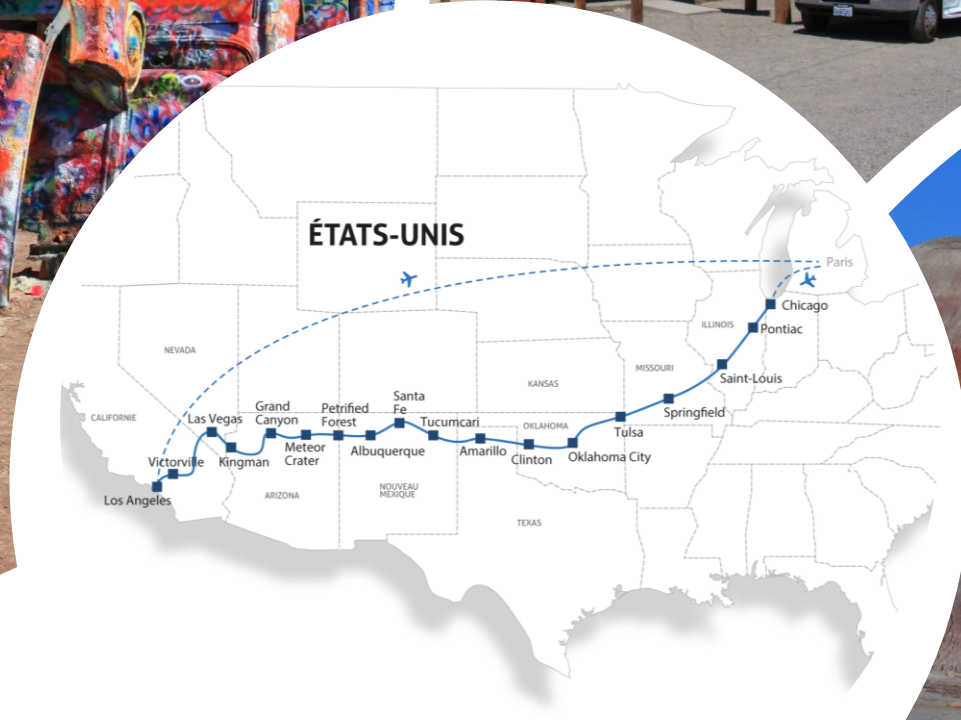 ÉTATS-UNIS
Paris
Chicago
ILLINOIS
Pontiac
NEVADA
MISSOURI
Saint-Louis
KANSAS
Santa
Fe
Grand
Canyon
Petrified
Forest
Springfield
CALIFORNIE
Las Vegas
Tucumcari
OKLAHOMA
Tulsa
Meteor
Crater
Albuquerque
Amarillo
Clinton
Oklahoma City
Victorville
Kingman
Los Angeles
ARIZONA
NOUVEAU
MEXIQUE
TEXAS